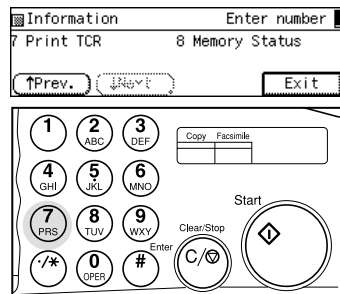 Information Enter number
7 Print TCR 8 Memory Status
↑Prev. ↓Next Exit
1 2 ABC 3 DEF
Copy Facsimile
4 GHI 5 JKL 6 MNO
Start
7 PRS 8 TUV 9 WXY
Clear/Stop
Enter
·/* 0 OPER # C/